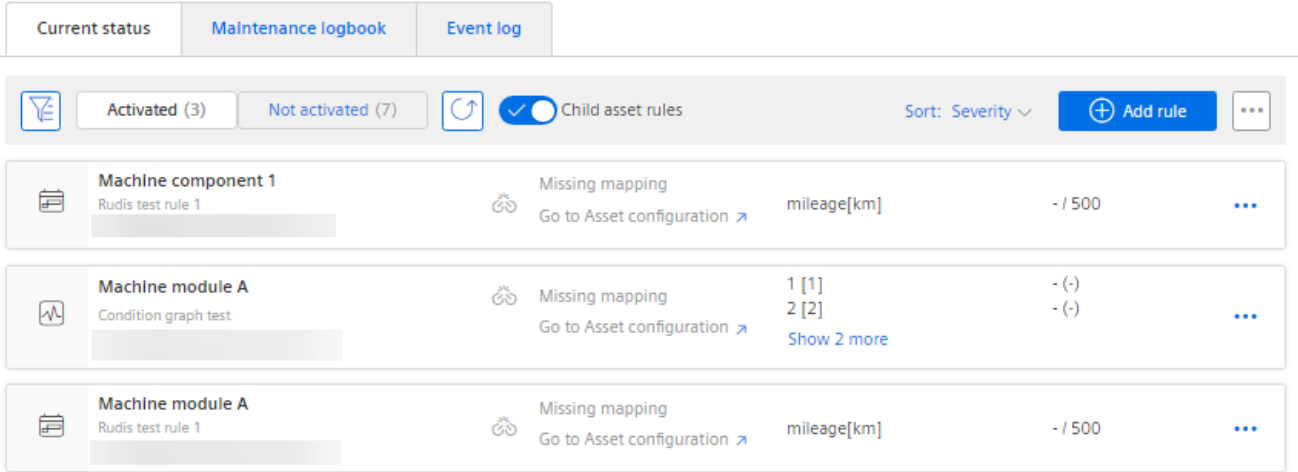 Current status
Maintenance logbook
Event log
Activated (3)
Not activated (7)
Child asset rules
Sort: Severity
Add rule
Machine component 1
Rudis test rule 1
Missing mapping
Go to Asset configuration
mileage[km]
- / 500
Machine module A
Condition graph test
Missing mapping
Go to Asset configuration
1 [1]
2 [2]
Show 2 more
- (-)
- (-)
Machine module A
Rudis test rule 1
Missing mapping
Go to Asset configuration
mileage[km]
- / 500